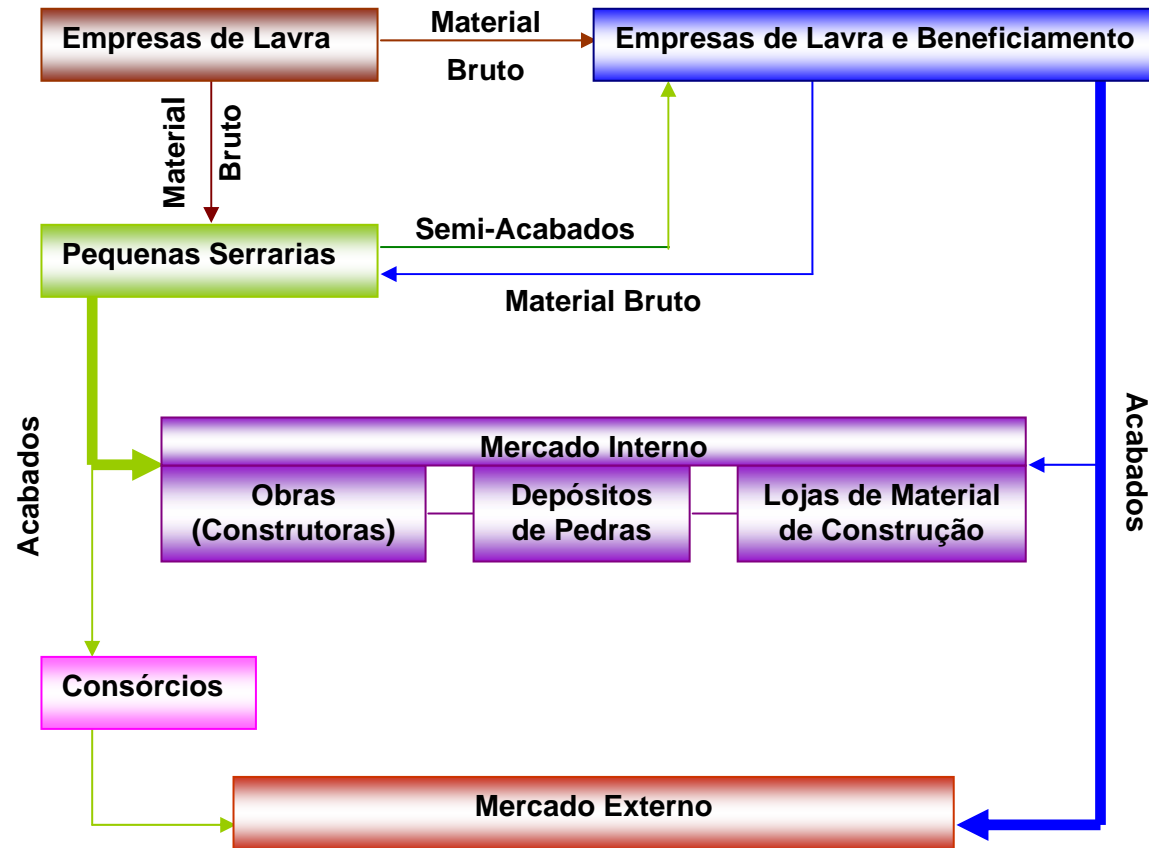 Empresas de Lavra
Material
Bruto
Empresas de Lavra e Beneficiamento
Material
Bruto
Pequenas Serrarias
Semi-Acabados
Material Bruto
Acabados
Mercado Interno
Obras
(Construtoras)
Depósitos
de Pedras
Lojas de Material
de Construção
Acabados
Consórcios
Mercado Externo